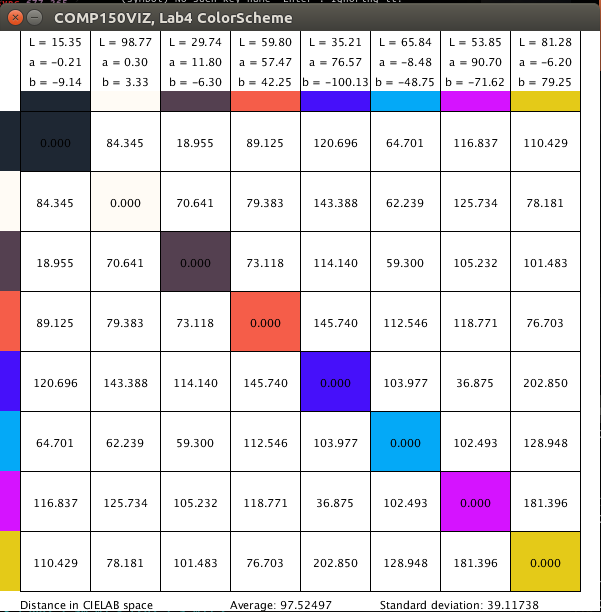 COMP150VIZ, Lab4 ColorScheme
L = 15.35 L = 98.77 L = 29.74 L = 59.80 L = 35.21 L = 65.84 L = 53.85 L = 81.28
a = -0.21 a = 0.30 a = 11.80 a = 57.47 a = 76.57 a = -8.48 a = 90.70 a = -6.20
b = -9.14 b = 3.33 b = -6.30 b = 42.25 b = -100.13 b = -48.75 b = -71.62 b = 79.25
0.000 84.345 18.955 89.125 120.696 64.701 116.837 110.429
84.345 0.000 70.641 79.383 143.388 62.239 125.734 78.181
18.955 70.641 0.000 73.118 114.140 59.300 105.232 101.483
89.125 79.383 73.118 0.000 145.740 112.546 118.771 76.703
120.696 143.388 114.140 145.740 0.000 103.977 36.875 202.850
64.701 62.239 59.300 112.546 103.977 0.000 102.493 128.948
116.837 125.734 105.232 118.771 36.875 102.493 0.000 181.396
110.429 78.181 101.483 76.703 202.850 128.948 181.396 0.000
Distance in CIELAB space Average: 97.52497 Standard deviation: 39.11738